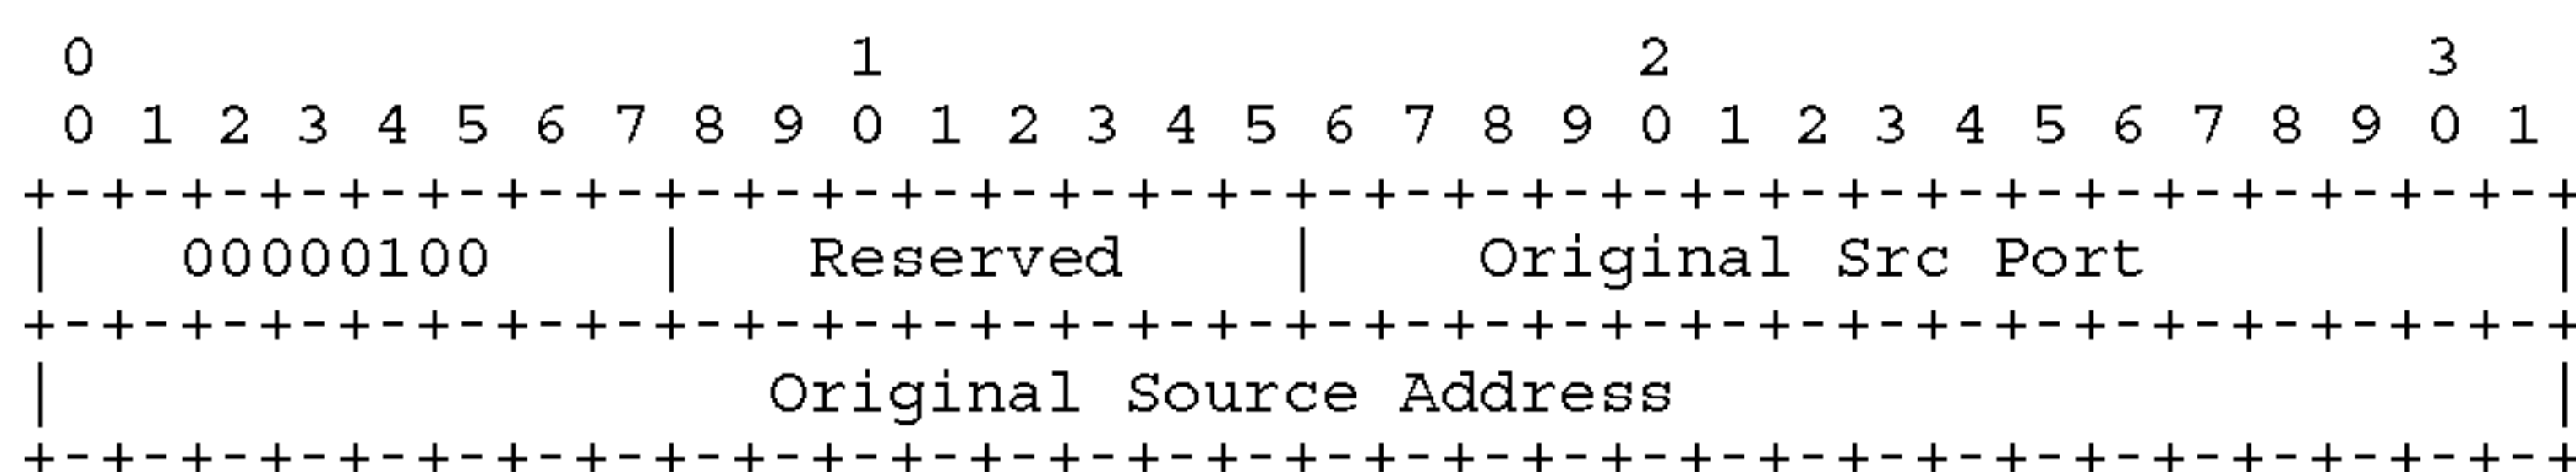 0                   1                   2                   3
 0 1 2 3 4 5 6 7 8 9 0 1 2 3 4 5 6 7 8 9 0 1 2 3 4 5 6 7 8 9 0 1
+-+-+-+-+-+-+-+-+-+-+-+-+-+-+-+-+-+-+-+-+-+-+-+-+-+-+-+-+-+-+-+-+
|   00000100    |   Reserved    |    Original Src Port          |
+-+-+-+-+-+-+-+-+-+-+-+-+-+-+-+-+-+-+-+-+-+-+-+-+-+-+-+-+-+-+-+-+
|                  Original Source Address                      |
+-+-+-+-+-+-+-+-+-+-+-+-+-+-+-+-+-+-+-+-+-+-+-+-+-+-+-+-+-+-+-+-+